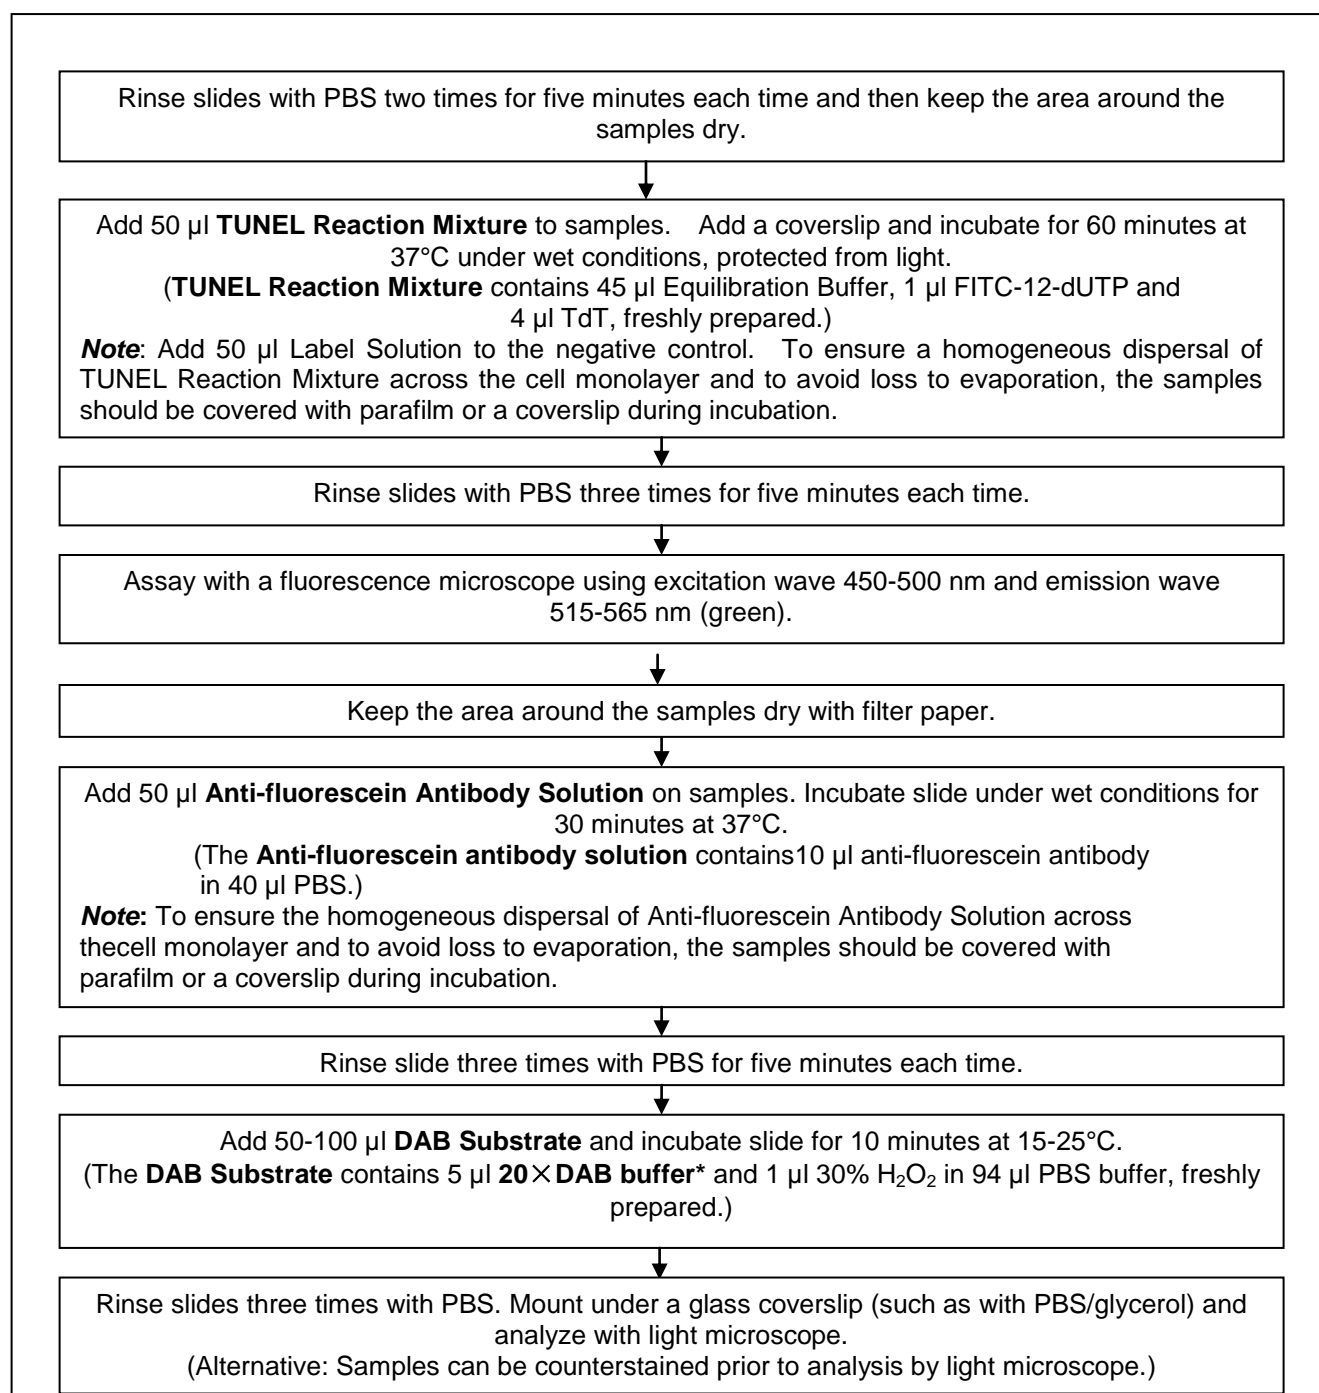 Rinse slides with PBS two times for five minutes each time and then keep the area around the
samples dry.
Add 50 µl TUNEL Reaction Mixture to samples. Add a coverslip and incubate for 60 minutes at
37°C under wet conditions, protected from light.
(TUNEL Reaction Mixture contains 45 µl Equilibration Buffer, 1 µl FITC-12-dUTP and
4 µl TdT, freshly prepared.)
Note: Add 50 µl Label Solution to the negative control. To ensure a homogeneous dispersal of
TUNEL Reaction Mixture across the cell monolayer and to avoid loss to evaporation, the samples
should be covered with parafilm or a coverslip during incubation.
Rinse slides with PBS three times for five minutes each time.
Assay with a fluorescence microscope using excitation wave 450-500 nm and emission wave
515-565 nm (green).
Keep the area around the samples dry with filter paper.
Add 50 µl Anti-fluorescein Antibody Solution on samples. Incubate slide under wet conditions for
30 minutes at 37°C.
(The Anti-fluorescein antibody solution contains10 µl anti-fluorescein antibody
in 40 µl PBS.)
Note: To ensure the homogeneous dispersal of Anti-fluorescein Antibody Solution across
thecell monolayer and to avoid loss to evaporation, the samples should be covered with
parafilm or a coverslip during incubation.
Rinse slide three times with PBS for five minutes each time.
Add 50-100 µl DAB Substrate and incubate slide for 10 minutes at 15-25°C.
(The DAB Substrate contains 5 µl 20×DAB buffer* and 1 µl 30% H₂O₂ in 94 µl PBS buffer, freshly
prepared.)
Rinse slides three times with PBS. Mount under a glass coverslip (such as with PBS/glycerol) and
analyze with light microscope.
(Alternative: Samples can be counterstained prior to analysis by light microscope.)